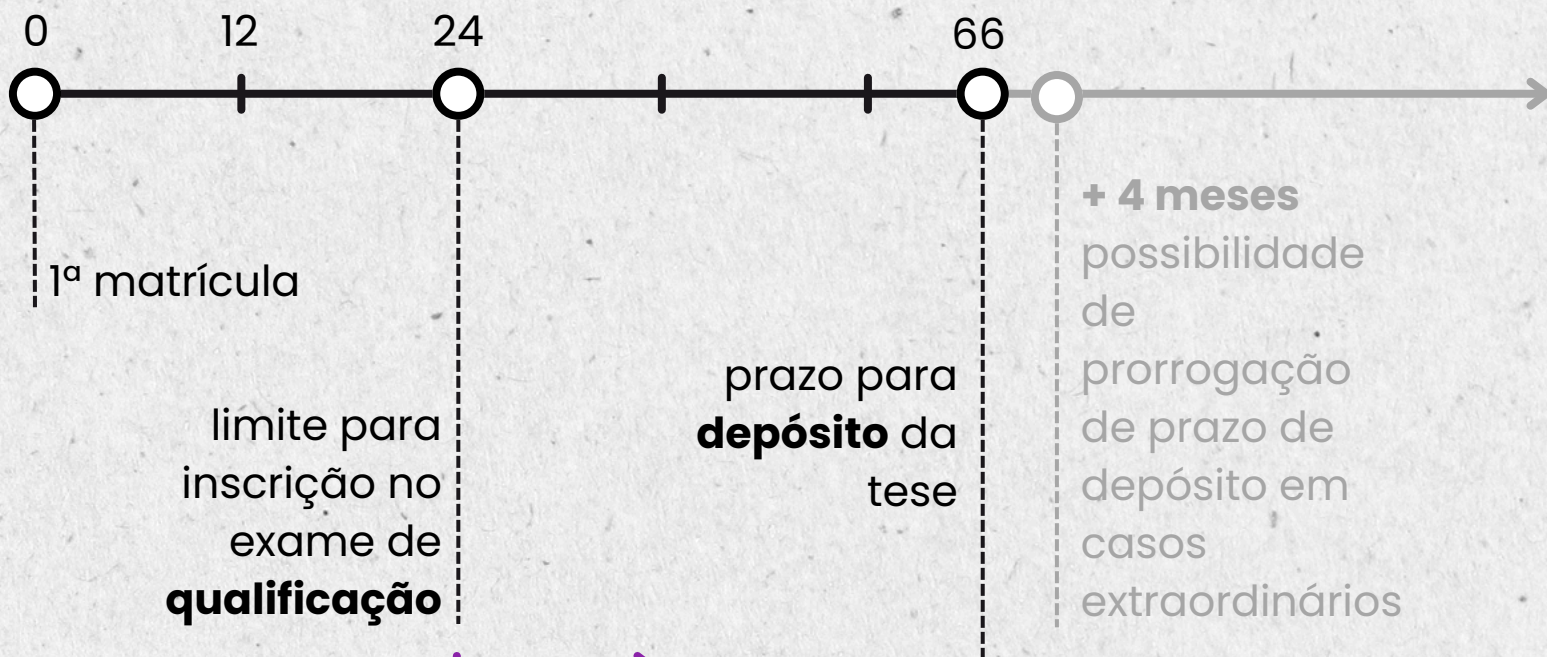 0
12
24
66
1ª matrícula
limite para
inscrição no
exame de
qualificação
prazo para
depósito da
tese
+ 4 meses
possibilidade
de
prorrogação
de prazo de
depósito em
casos
extraordinários